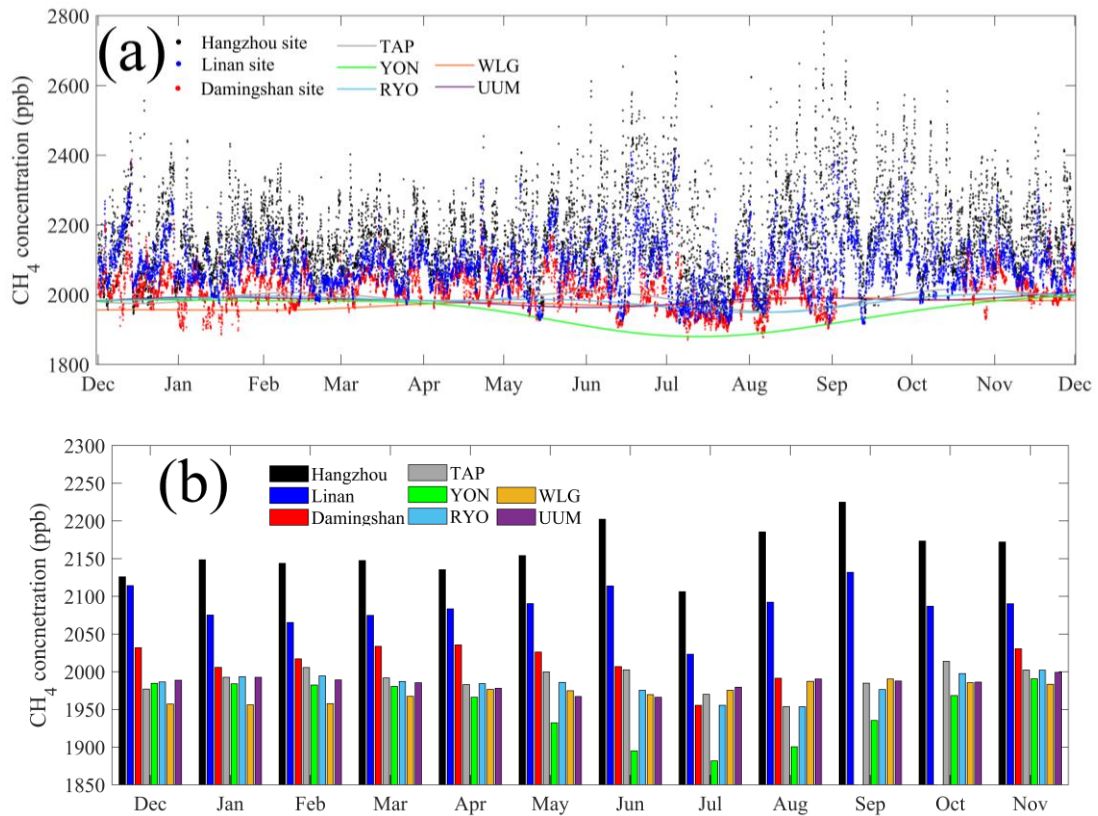 2800
2600
2400
2200
2000
1800
CH4 concentration (ppb)
(a)
Hangzhou site
Linan site
Damingshan site
TAP
YON
RYO
WLG
UUM
Dec Jan Feb Mar Apr May Jun Jul Aug Sep Oct Nov Dec
2300
2250
2200
2150
2100
2050
2000
1950
1900
1850
CH4 concnetration (ppb)
(b)
Hangzhou
Linan
Damingshan
TAP
YON
RYO
WLG
UUM
Dec Jan Feb Mar Apr May Jun Jul Aug Sep Oct Nov